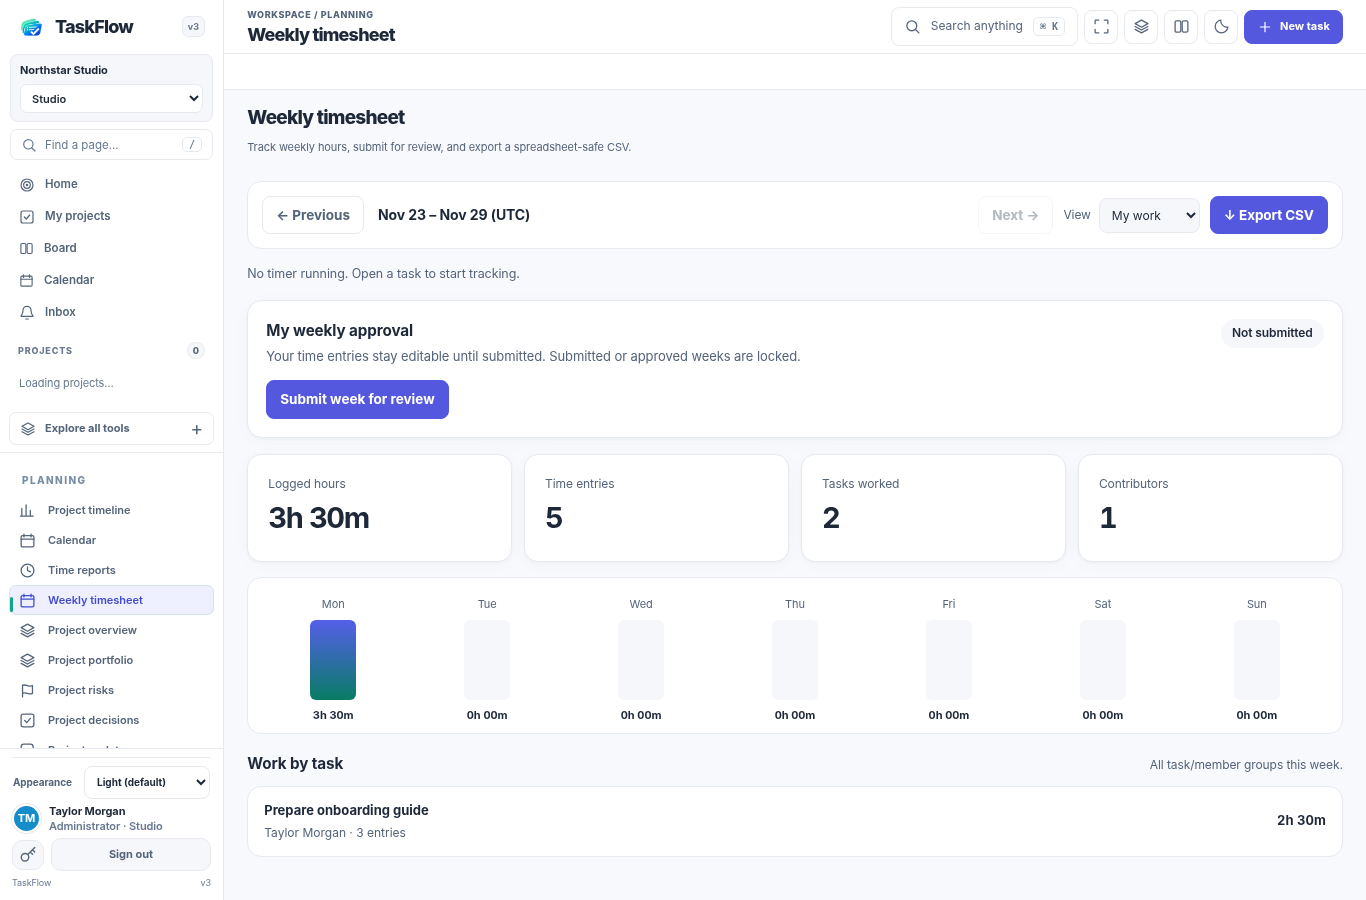 TaskFlow
v3
Northstar Studio
Studio
Find a page...
/
Home
My projects
Board
Calendar
Inbox
PROJECTS
0
Loading projects...
Explore all tools
+
PLANNING
Project timeline
Calendar
Time reports
Weekly timesheet
Project overview
Project portfolio
Project risks
Project decisions
Appearance
Light (default)
TM
Taylor Morgan
Administrator · Studio
Sign out
TaskFlow
v3
WORKSPACE / PLANNING
Weekly timesheet
Search anything
⌘ K
+ New task
Weekly timesheet
Track weekly hours, submit for review, and export a spreadsheet-safe CSV.
← Previous
Nov 23 – Nov 29 (UTC)
Next →
View
My work
↓ Export CSV
No timer running. Open a task to start tracking.
My weekly approval
Not submitted
Your time entries stay editable until submitted. Submitted or approved weeks are locked.
Submit week for review
Logged hours
3h 30m
Time entries
5
Tasks worked
2
Contributors
1
Mon
Tue
Wed
Thu
Fri
Sat
Sun
3h 30m
0h 00m
0h 00m
0h 00m
0h 00m
0h 00m
0h 00m
Work by task
All task/member groups this week.
Prepare onboarding guide
Taylor Morgan · 3 entries
2h 30m